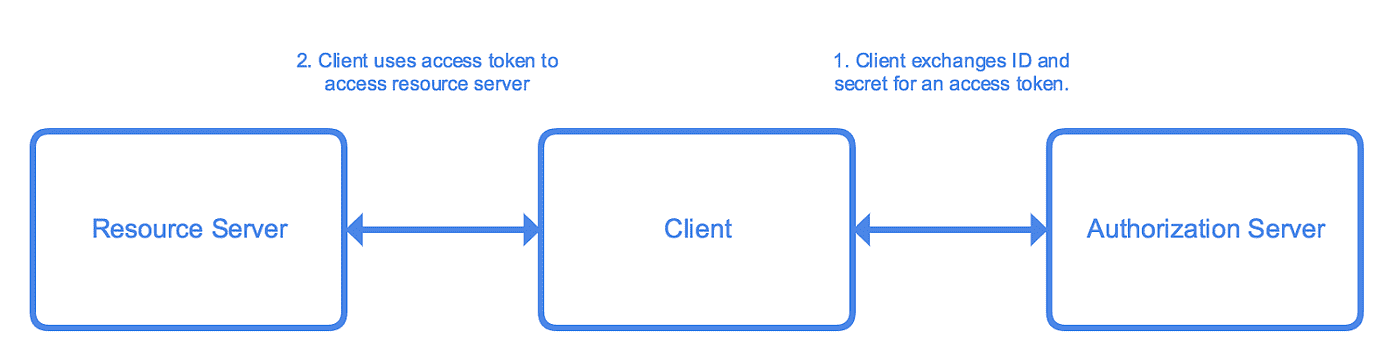 2. Client uses access token to
access resource server
1. Client exchanges ID and
secret for an access token.
Resource Server
Client
Authorization Server